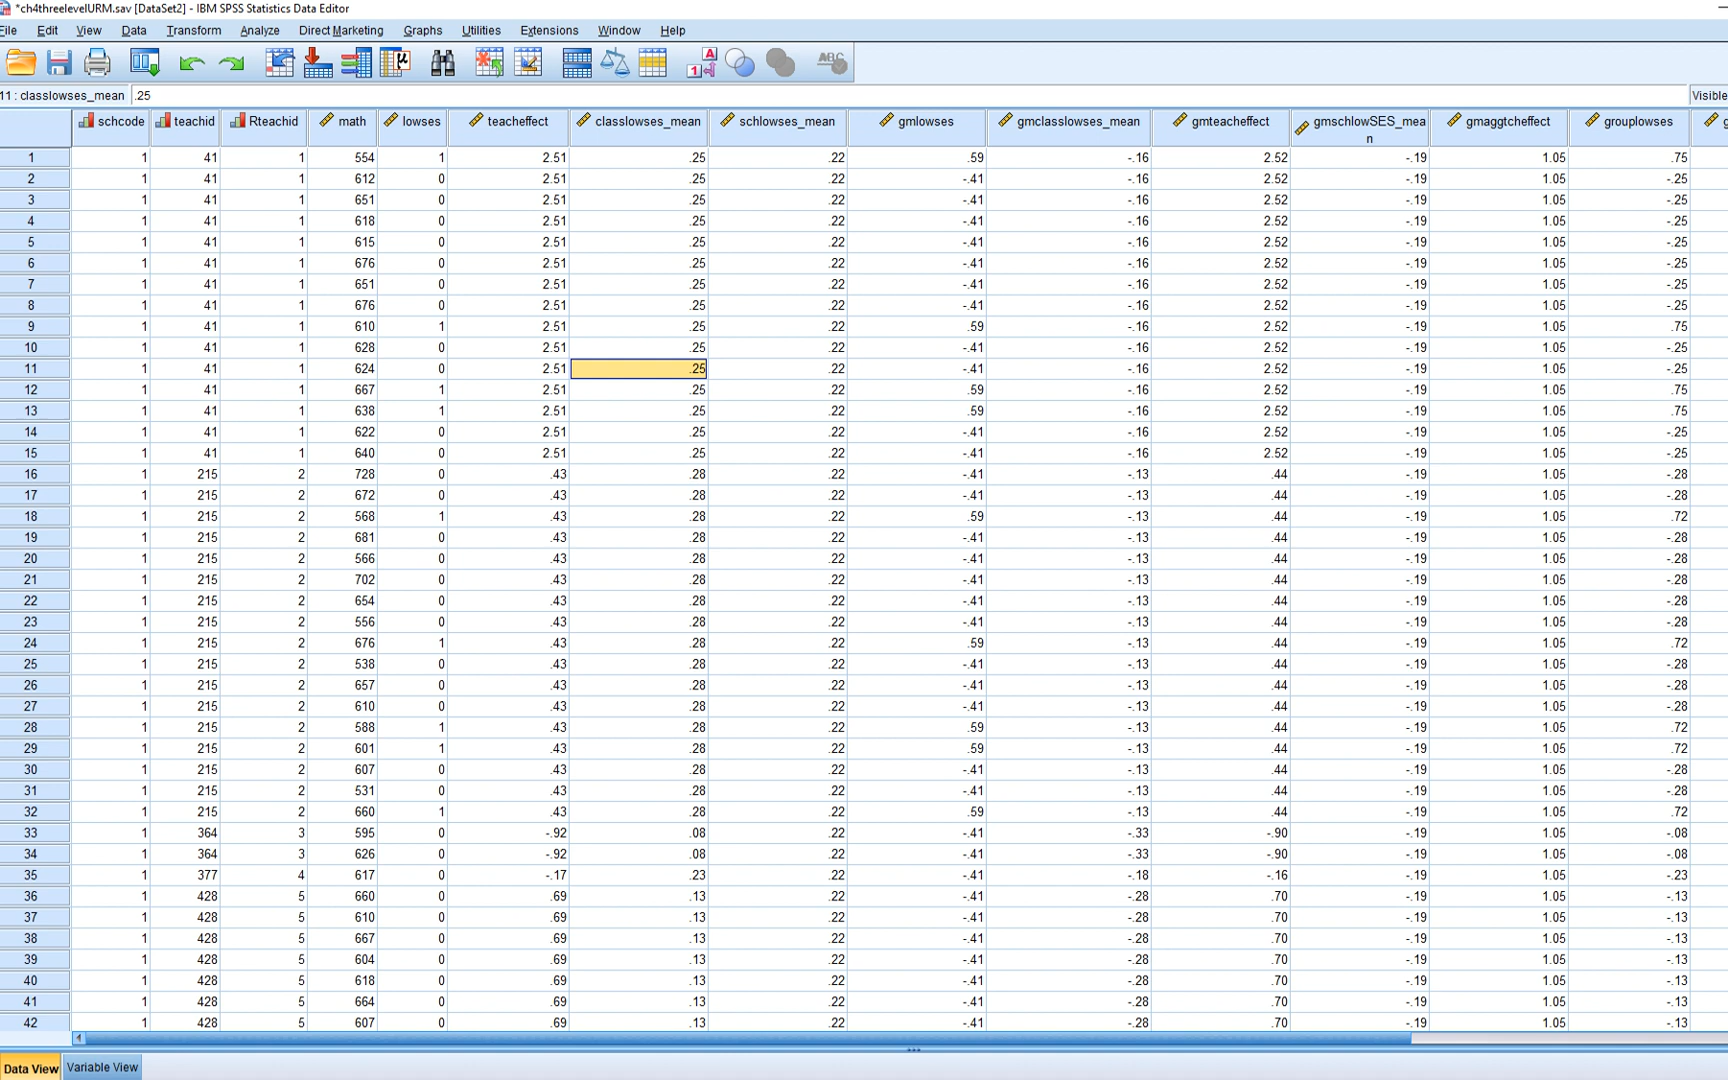 *ch4threelevelURM.sav [DataSet2] - IBM SPSS Statistics Data Editor
File Edit View Data Transform Analyze Direct Marketing Graphs Utilities Extensions Window Help
11 : classlowses_mean .25 Visible
schcode teachid Rteachid math lowses teacheffect classlowses_mean schlowses_mean gmlowses gmclasslowses_mean gmteacheffect gmschlowSES_mean gmaggtcheffect grouplowses g
1 1 41 1 554 1 2.51 .25 .22 .59 -.16 2.52 -.19 1.05 .75
2 1 41 1 612 0 2.51 .25 .22 -.41 -.16 2.52 -.19 1.05 -.25
3 1 41 1 651 0 2.51 .25 .22 -.41 -.16 2.52 -.19 1.05 -.25
4 1 41 1 618 0 2.51 .25 .22 -.41 -.16 2.52 -.19 1.05 -.25
5 1 41 1 615 0 2.51 .25 .22 -.41 -.16 2.52 -.19 1.05 -.25
6 1 41 1 676 0 2.51 .25 .22 -.41 -.16 2.52 -.19 1.05 -.25
7 1 41 1 651 0 2.51 .25 .22 -.41 -.16 2.52 -.19 1.05 -.25
8 1 41 1 676 0 2.51 .25 .22 -.41 -.16 2.52 -.19 1.05 -.25
9 1 41 1 610 1 2.51 .25 .22 .59 -.16 2.52 -.19 1.05 .75
10 1 41 1 628 0 2.51 .25 .22 -.41 -.16 2.52 -.19 1.05 -.25
11 1 41 1 624 0 2.51 .25 .22 -.41 -.16 2.52 -.19 1.05 -.25
12 1 41 1 667 1 2.51 .25 .22 .59 -.16 2.52 -.19 1.05 .75
13 1 41 1 638 1 2.51 .25 .22 .59 -.16 2.52 -.19 1.05 .75
14 1 41 1 622 0 2.51 .25 .22 -.41 -.16 2.52 -.19 1.05 -.25
15 1 41 1 640 0 2.51 .25 .22 -.41 -.16 2.52 -.19 1.05 -.25
16 1 215 2 728 0 .43 .28 .22 -.41 -.13 .44 -.19 1.05 -.28
17 1 215 2 672 0 .43 .28 .22 -.41 -.13 .44 -.19 1.05 -.28
18 1 215 2 568 1 .43 .28 .22 .59 -.13 .44 -.19 1.05 .72
19 1 215 2 681 0 .43 .28 .22 -.41 -.13 .44 -.19 1.05 -.28
20 1 215 2 566 0 .43 .28 .22 -.41 -.13 .44 -.19 1.05 -.28
21 1 215 2 702 0 .43 .28 .22 -.41 -.13 .44 -.19 1.05 -.28
22 1 215 2 654 0 .43 .28 .22 -.41 -.13 .44 -.19 1.05 -.28
23 1 215 2 556 0 .43 .28 .22 -.41 -.13 .44 -.19 1.05 -.28
24 1 215 2 676 1 .43 .28 .22 .59 -.13 .44 -.19 1.05 .72
25 1 215 2 538 0 .43 .28 .22 -.41 -.13 .44 -.19 1.05 -.28
26 1 215 2 657 0 .43 .28 .22 -.41 -.13 .44 -.19 1.05 -.28
27 1 215 2 610 0 .43 .28 .22 -.41 -.13 .44 -.19 1.05 -.28
28 1 215 2 588 1 .43 .28 .22 .59 -.13 .44 -.19 1.05 .72
29 1 215 2 601 1 .43 .28 .22 .59 -.13 .44 -.19 1.05 .72
30 1 215 2 607 0 .43 .28 .22 -.41 -.13 .44 -.19 1.05 -.28
31 1 215 2 531 0 .43 .28 .22 -.41 -.13 .44 -.19 1.05 -.28
32 1 215 2 660 1 .43 .28 .22 .59 -.13 .44 -.19 1.05 .72
33 1 364 3 595 0 -.92 .08 .22 -.41 -.33 -.90 -.19 1.05 -.08
34 1 364 3 626 0 -.92 .08 .22 -.41 -.33 -.90 -.19 1.05 -.08
35 1 377 4 617 0 -.17 .23 .22 -.41 -.18 -.16 -.19 1.05 -.23
36 1 428 5 660 0 .69 .13 .22 -.41 -.28 .70 -.19 1.05 -.13
37 1 428 5 610 0 .69 .13 .22 -.41 -.28 .70 -.19 1.05 -.13
38 1 428 5 667 0 .69 .13 .22 -.41 -.28 .70 -.19 1.05 -.13
39 1 428 5 604 0 .69 .13 .22 -.41 -.28 .70 -.19 1.05 -.13
40 1 428 5 618 0 .69 .13 .22 -.41 -.28 .70 -.19 1.05 -.13
41 1 428 5 664 0 .69 .13 .22 -.41 -.28 .70 -.19 1.05 -.13
42 1 428 5 607 0 .69 .13 .22 -.41 -.28 .70 -.19 1.05 -.13
Data View Variable View